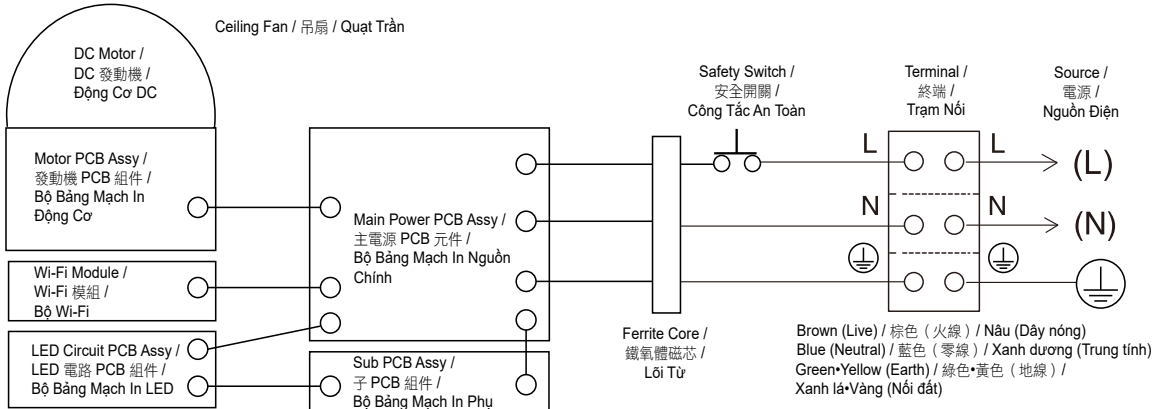 Ceiling Fan / 吊扇 / Quạt Trần
DC Motor /
DC 發動機 /
Động Cơ DC
Motor PCB Assy /
發動機 PCB 組件 /
Bộ Bảng Mạch In
Động Cơ
Wi-Fi Module /
Wi-Fi 模組 /
Bộ Wi-Fi
LED Circuit PCB Assy /
LED 電路 PCB 組件 /
Bộ Bảng Mạch In LED
Main Power PCB Assy /
主電源 PCB 元件 /
Bộ Bảng Mạch In Nguồn
Chính
Sub PCB Assy /
子 PCB 組件 /
Bộ Bảng Mạch In Phụ
Ferrite Core /
鐵氧體磁芯 /
Lõi Từ
Safety Switch /
安全開關 /
Công Tắc An Toàn
Terminal /
終端 /
Trạm Nối
Source /
電源 /
Nguồn Điện
L L (L)
N N (N)
Brown (Live) / 棕色（火線）/ Nâu (Dây nóng)
Blue (Neutral) / 藍色（零線）/ Xanh dương (Trung tính)
Green•Yellow (Earth) / 綠色•黃色（地線）/
Xanh lá•Vàng (Nối đất)